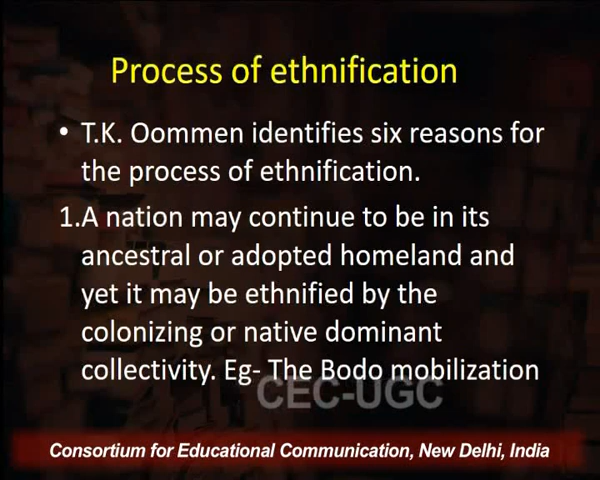 Process of ethnification
• T.K. Oommen identifies six reasons for
the process of ethnification.
1.A nation may continue to be in its
ancestral or adopted homeland and
yet it may be ethnified by the
colonizing or native dominant
collectivity. Eg- The Bodo mobilization
CEC-UGC
Consortium for Educational Communication, New Delhi, India